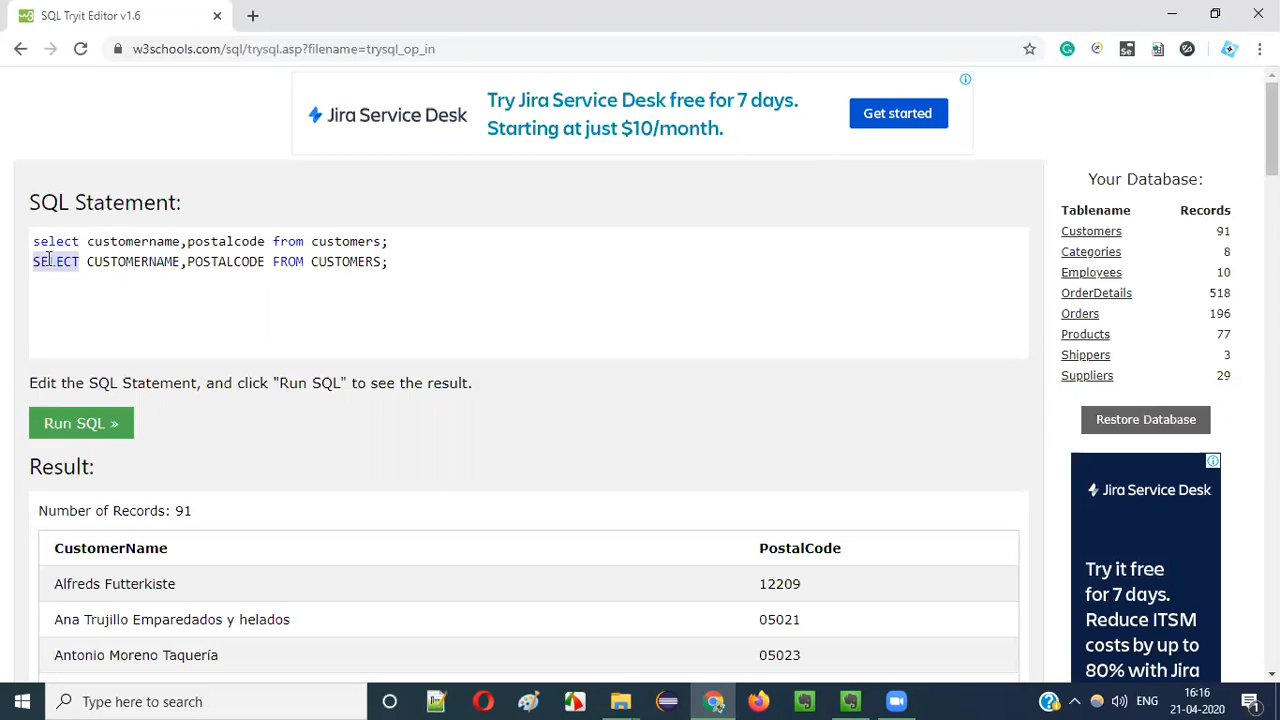 SQL Tryit Editor v1.6
w3schools.com/sql/trysql.asp?filename=trysql_op_in
Jira Service Desk
Try Jira Service Desk free for 7 days.
Starting at just $10/month.
Get started
SQL Statement:
select customername,postalcode from customers;
SELECT CUSTOMERNAME,POSTALCODE FROM CUSTOMERS;
Edit the SQL Statement, and click "Run SQL" to see the result.
Run SQL »
Result:
Number of Records: 91
CustomerName PostalCode
Alfreds Futterkiste 12209
Ana Trujillo Emparedados y helados 05021
Antonio Moreno Taquería 05023
Your Database:
Tablename Records
Customers 91
Categories 8
Employees 10
OrderDetails 518
Orders 196
Products 77
Shippers 3
Suppliers 29
Restore Database
Jira Service Desk
Try it free
for 7 days.
Reduce ITSM
costs by up to
80% with Jira
Type here to search
ENG
16:16
21-04-2020